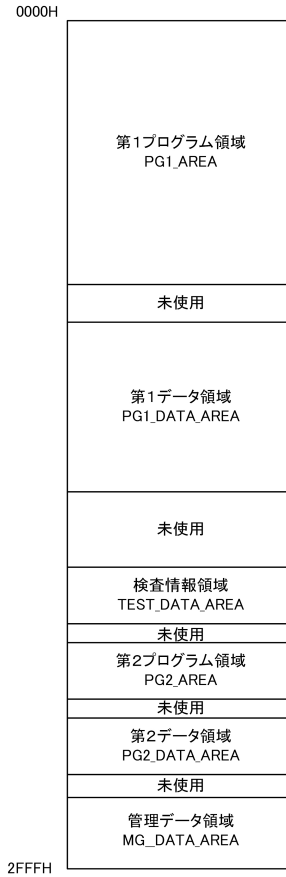 0000H
第１プログラム領域
PG1_AREA
未使用
第１データ領域
PG1_DATA_AREA
未使用
検査情報領域
TEST_DATA_AREA
未使用
第２プログラム領域
PG2_AREA
未使用
第２データ領域
PG2_DATA_AREA
未使用
管理データ領域
MG_DATA_AREA
2FFFH